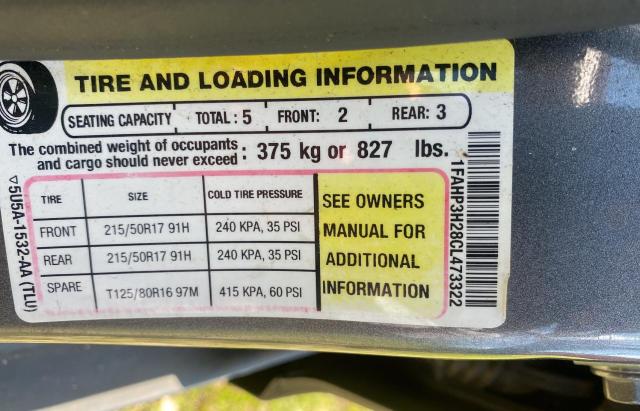 TIRE AND LOADING INFORMATION
SEATING CAPACITY TOTAL : 5 FRONT: 2 REAR: 3
The combined weight of occupants
and cargo should never exceed : 375 kg or 827 lbs.
TIRE SIZE COLD TIRE PRESSURE
FRONT 215/50R17 91H 240 KPA, 35 PSI
REAR 215/50R17 91H 240 KPA, 35 PSI
SPARE T125/80R16 97M 415 KPA, 60 PSI
SEE OWNERS
MANUAL FOR
ADDITIONAL
INFORMATION
▽5U5A-1532-AA (TLU)
1FAHP3H28CL473322